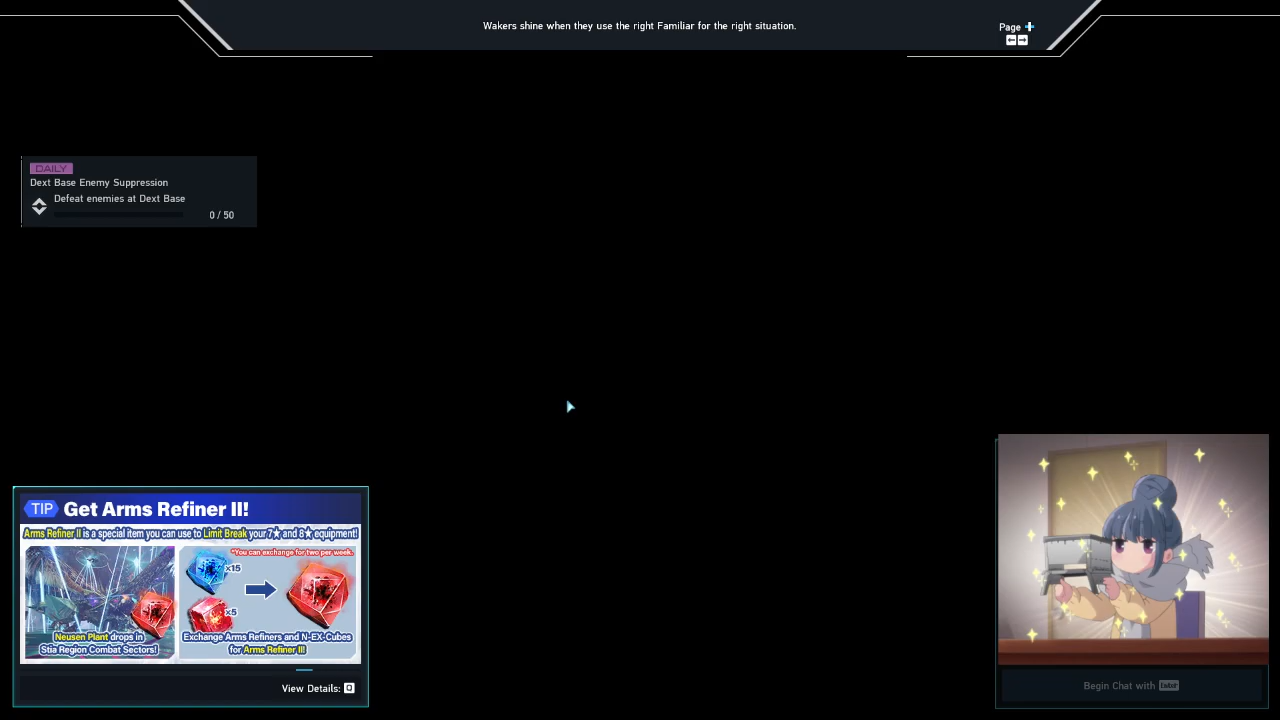 Wakers shine when they use the right Familiar for the right situation.
Page
DAILY
Dext Base Enemy Suppression
Defeat enemies at Dext Base
0 / 50
TIP Get Arms Refiner II!
Arms Refiner II is a special item you can use to Limit Break your 7★ and 8★ equipment!
*You can exchange for two per week.
x15
x5
Neusen Plant drops in
Stia Region Combat Sectors!
Exchange Arms Refiners and N-EX-Cubes
for Arms Refiner II!
View Details: Q
Begin Chat with Enter